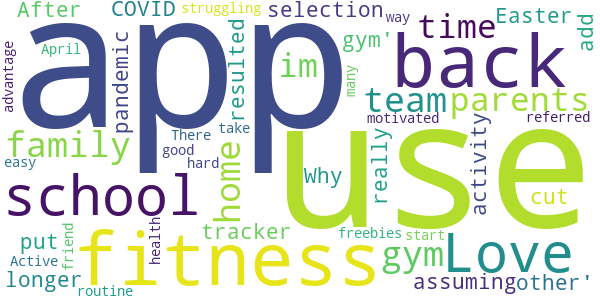 After COVID struggling selection way Easter
April app im gym' time add
advantage pandemic resulted back
There team parents
family take many motivated referred
easy good hard home Why really activity use
school cut
put tracker freebies start
Active fitness gym Love
longer friend health assuming other'
routine